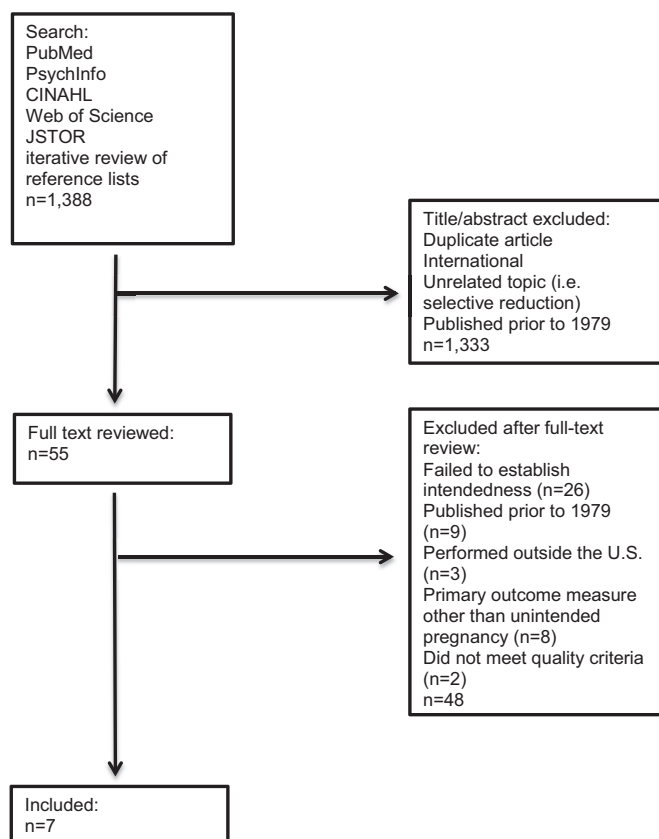 Search:
PubMed
PsychInfo
CINAHL
Web of Science
JSTOR
iterative review of
reference lists
n=1,388
Title/abstract excluded:
Duplicate article
International
Unrelated topic (i.e.
selective reduction)
Published prior to 1979
n=1,333
Full text reviewed:
n=55
Excluded after full-text
review:
Failed to establish
intendedness (n=26)
Published prior to 1979
(n=9)
Performed outside the U.S.
(n=3)
Primary outcome measure
other than unintended
pregnancy (n=8)
Did not meet quality criteria
(n=2)
n=48
Included:
n=7